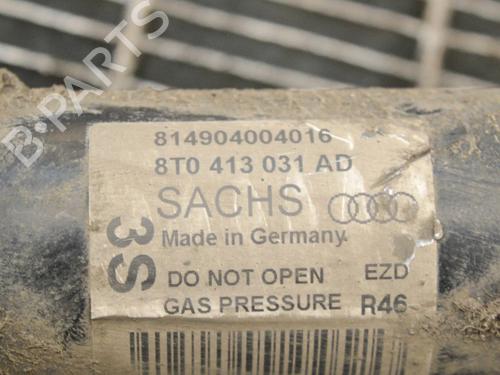 B-PARTS
814904004016
8T0 413 031 AD
SACHS
Made in Germany
3S
DO NOT OPEN EZD
GAS PRESSURE R46